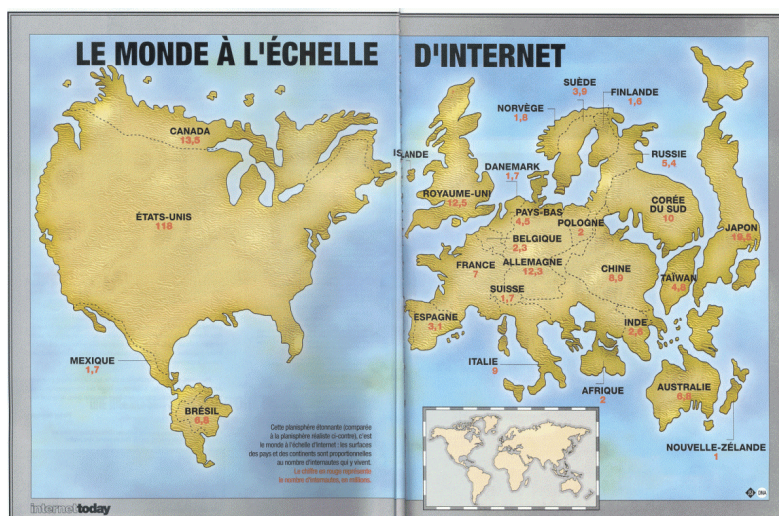 LE MONDE À L'ÉCHELLE D'INTERNET
CANADA
13,5
ÉTATS-UNIS
118
MEXIQUE
1,7
BRÉSIL
6,8
ISLANDE
ROYAUME-UNI
12,5
NORVÈGE
1,8
SUÈDE
3,9
FINLANDE
1,6
DANEMARK
1,7
RUSSIE
5,4
PAYS-BAS
4,5
POLOGNE
2
BELGIQUE
2,3
FRANCE
7
ALLEMAGNE
12,3
SUISSE
1,7
ESPAGNE
3,1
ITALIE
9
CHINE
8,9
CORÉE
DU SUD
10
JAPON
TAÏWAN
4,8
INDE
AFRIQUE
2
AUSTRALIE
6,8
NOUVELLE-ZÉLANDE
1
Cette planisphère étonnante (comparée
à la planisphère réaliste ci-contre), c'est
le monde à l'échelle d'Internet : les surfaces
des pays et des continents sont proportionnelles
au nombre d'internautes qui y vivent.
Le chiffre en rouge représente
le nombre d'internautes, en millions.
internettoday